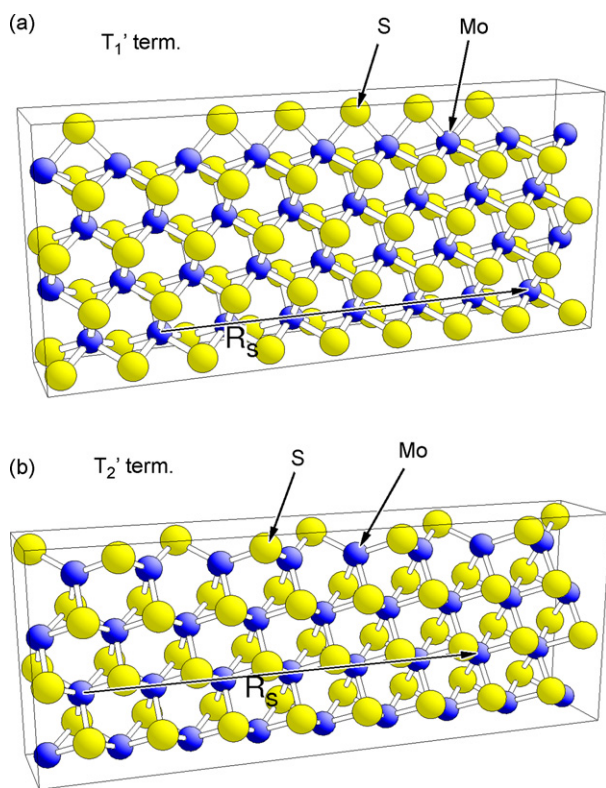 (a)
T₁' term.
S
Mo
Rₛ
(b)
T₂' term.
S
Mo
Rₛ